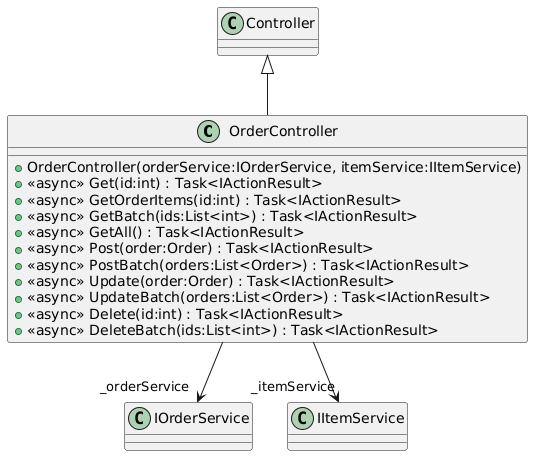 C Controller
C OrderController
OrderController(orderService:IOrderService, itemService:IItemService)
«async» Get(id:int) : Task<IActionResult>
«async» GetOrderItems(id:int) : Task<IActionResult>
«async» GetBatch(ids:List<int>) : Task<IActionResult>
«async» GetAll() : Task<IActionResult>
«async» Post(order:Order) : Task<IActionResult>
«async» PostBatch(orders:List<Order>) : Task<IActionResult>
«async» Update(order:Order) : Task<IActionResult>
«async» UpdateBatch(orders:List<Order>) : Task<IActionResult>
«async» Delete(id:int) : Task<IActionResult>
«async» DeleteBatch(ids:List<int>) : Task<IActionResult>
_orderService
_itemService
C IOrderService
C IItemService